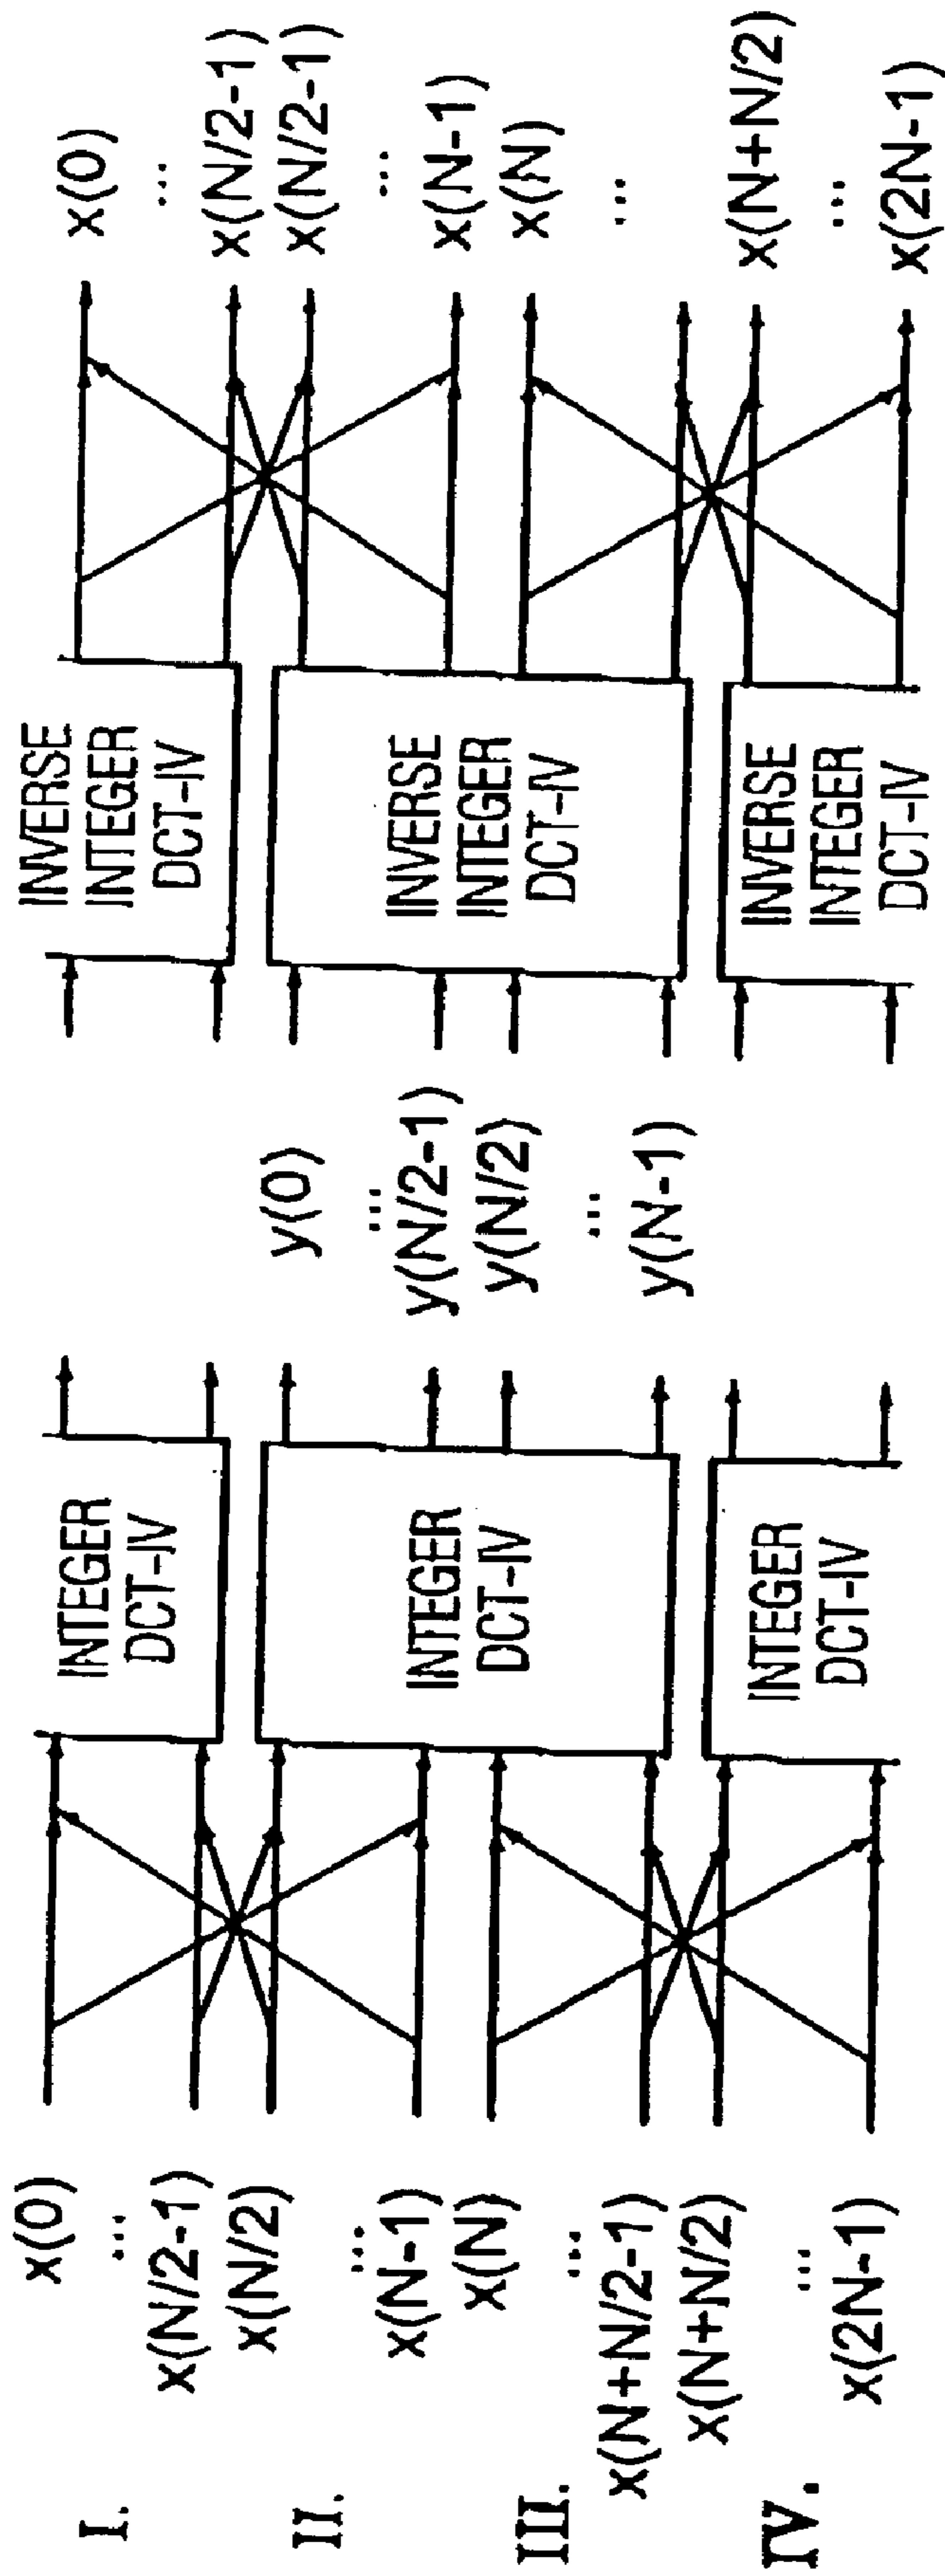 I.
II.
III.
IV.
x(0)
...
x(N/2-1)
x(N/2)
...
x(N-1)
x(N)
...
x(N+N/2-1)
x(N+N/2)
...
x(2N-1)
INTEGER
DCT-IV
INTEGER
DCT-IV
INTEGER
DCT-IV
y(0)
...
y(N/2-1)
y(N/2)
...
y(N-1)
INVERSE
INTEGER
DCT-IV
INVERSE
INTEGER
DCT-IV
INVERSE
INTEGER
DCT-IV
x(0)
...
x(N/2-1)
x(N/2-1)
...
x(N-1)
x(N)
...
x(N+N/2)
...
x(2N-1)